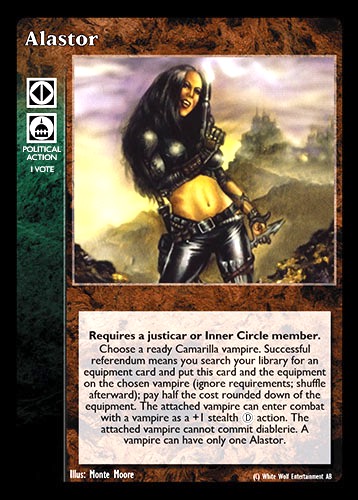 Alastor
POLITICAL
ACTION
1 VOTE
Requires a justicar or Inner Circle member.
Choose a ready Camarilla vampire. Successful
referendum means you search your library for an
equipment card and put this card and the equipment
on the chosen vampire (ignore requirements; shuffle
afterward); pay half the cost rounded down of the
equipment. The attached vampire can enter combat
with a vampire as a +1 stealth Ⓓ action. The
attached vampire cannot commit diablerie. A
vampire can have only one Alastor.
Illus: Monte Moore
(C) White Wolf Entertainment AB